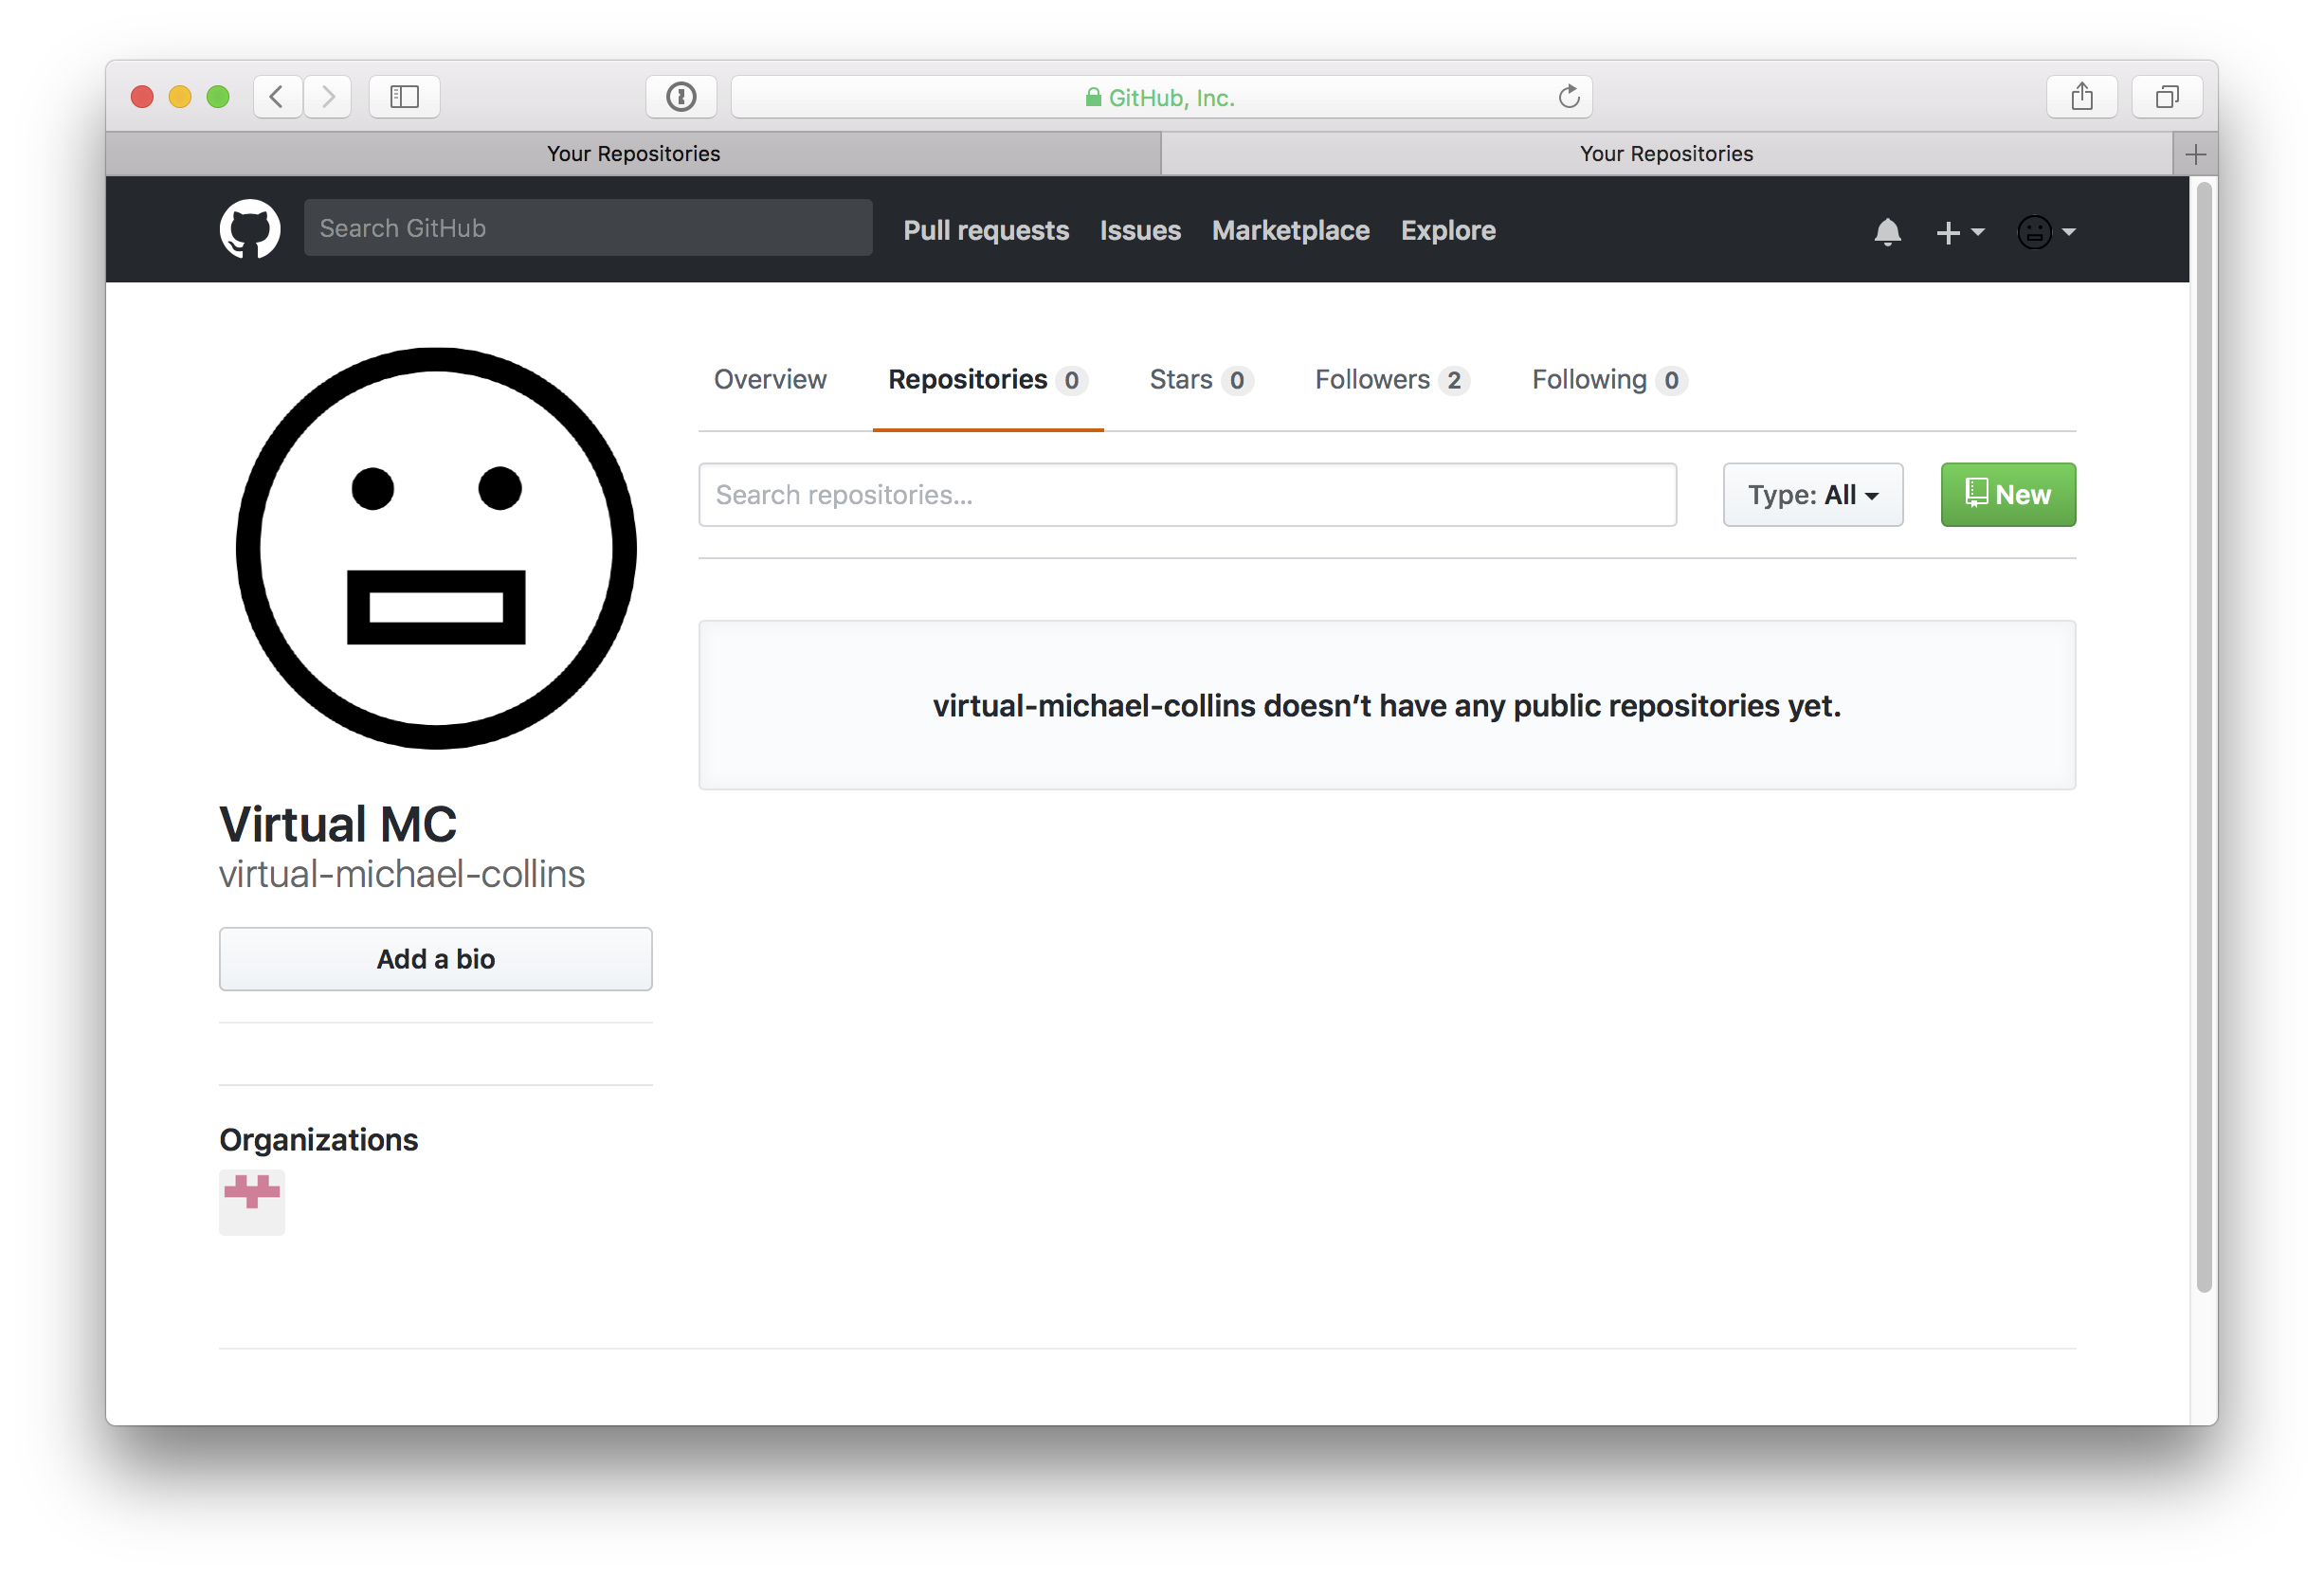 GitHub, Inc.
Your Repositories
Your Repositories
Search GitHub
Pull requests Issues Marketplace Explore
Overview Repositories 0 Stars 0 Followers 2 Following 0
Search repositories...
Type: All
New
virtual-michael-collins doesn’t have any public repositories yet.
Virtual MC
virtual-michael-collins
Add a bio
Organizations